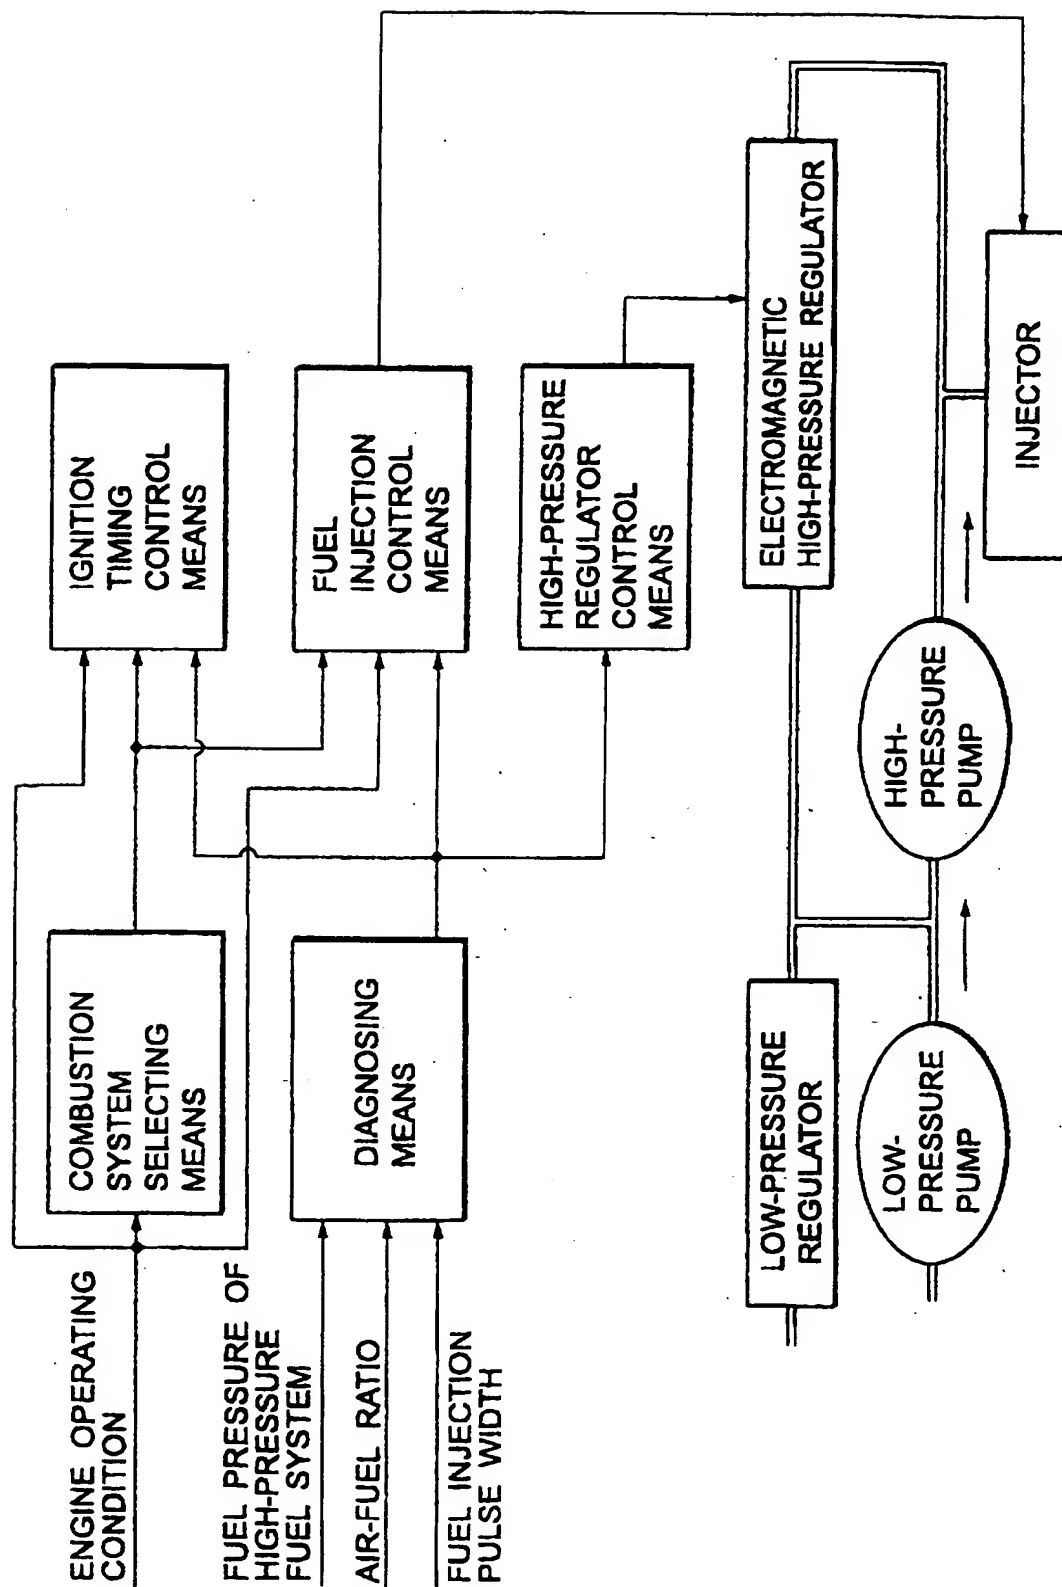 ENGINE OPERATING
CONDITION
FUEL PRESSURE OF
HIGH-PRESSURE
FUEL SYSTEM
AIR-FUEL RATIO
FUEL INJECTION
PULSE WIDTH
COMBUSTION
SYSTEM
SELECTING
MEANS
DIAGNOSING
MEANS
IGNITION
TIMING
CONTROL
MEANS
FUEL
INJECTION
CONTROL
MEANS
HIGH-PRESSURE
REGULATOR
CONTROL
MEANS
LOW-PRESSURE
REGULATOR
ELECTROMAGNETIC
HIGH-PRESSURE REGULATOR
LOW-
PRESSURE
PUMP
HIGH-
PRESSURE
PUMP
INJECTOR